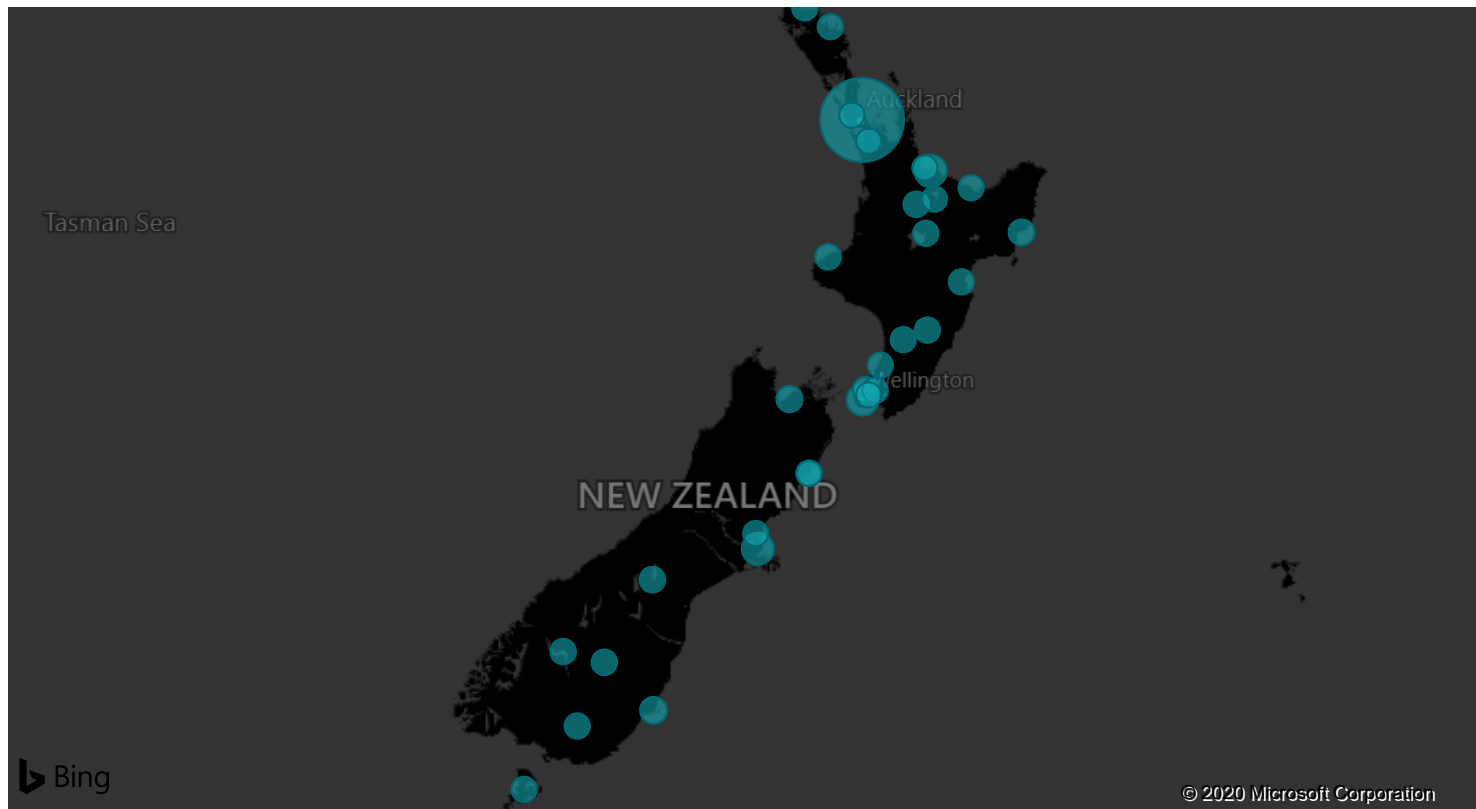 Auckland
Tasman Sea
Wellington
NEW ZEALAND
Bing
© 2020 Microsoft Corporation